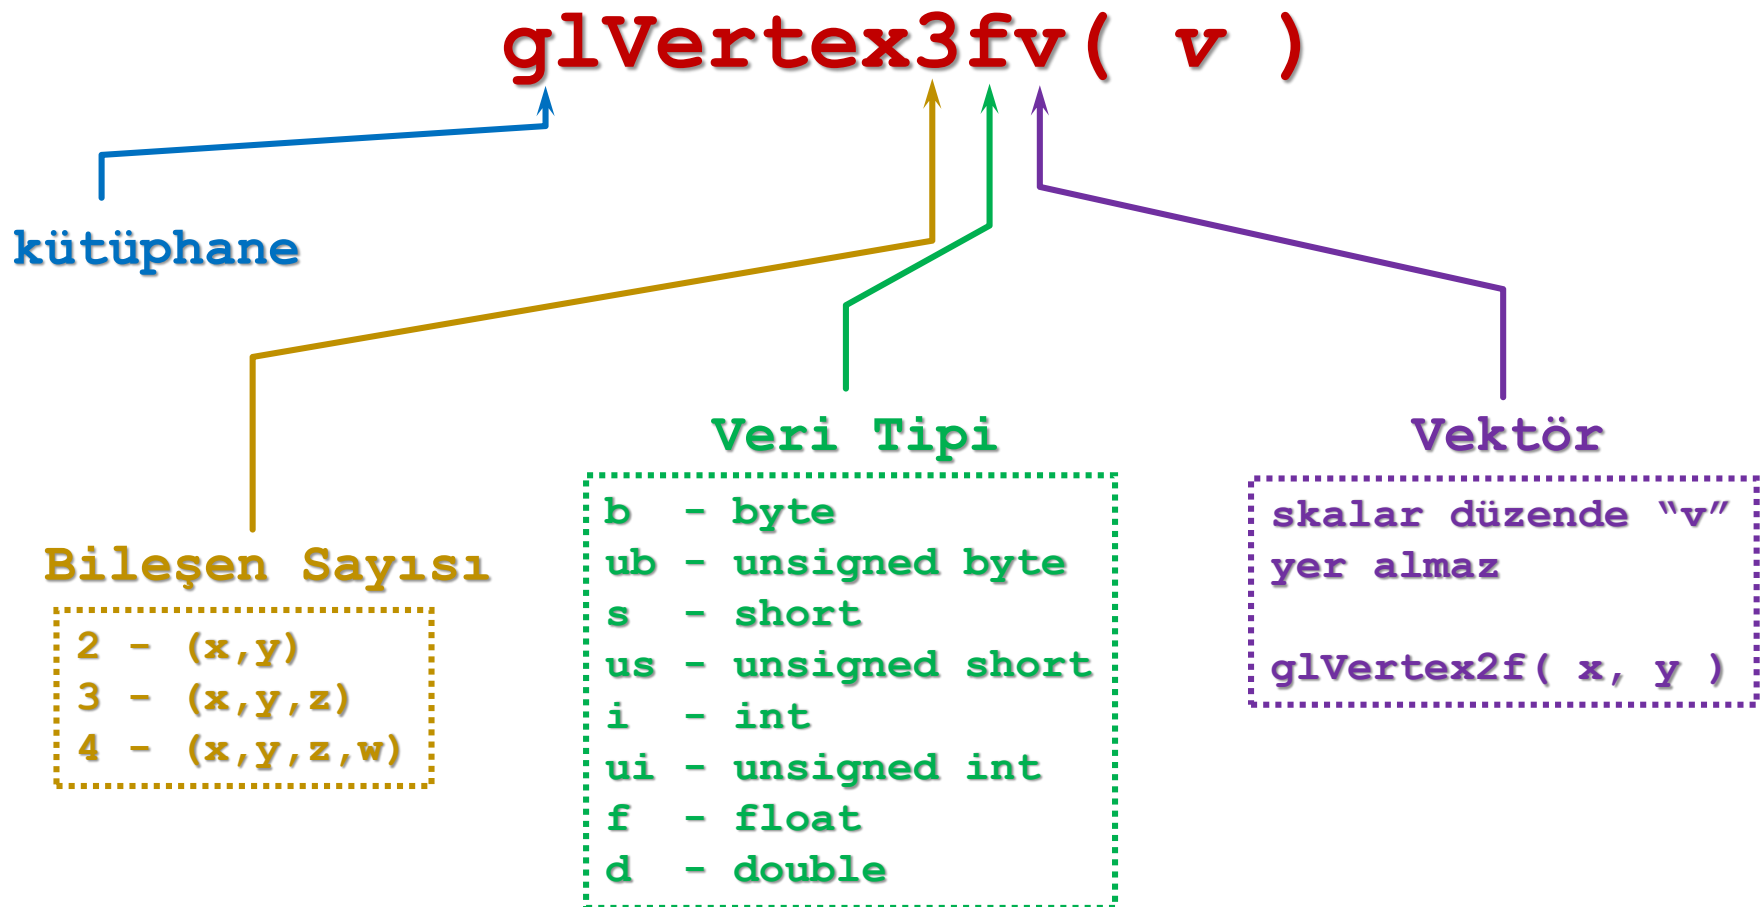 glVertex3fv( v )
kütüphane
Bileşen Sayısı
2 - (x,y)
3 - (x,y,z)
4 - (x,y,z,w)
Veri Tipi
b - byte
ub - unsigned byte
s - short
us - unsigned short
i - int
ui - unsigned int
f - float
d - double
Vektör
skalar düzende “v”
yer almaz
glVertex2f( x, y )